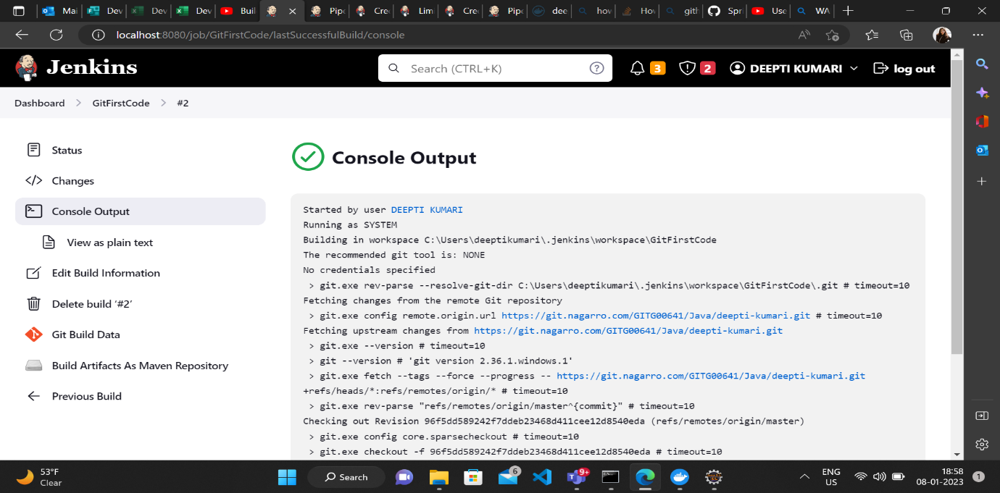 Mai
Dev
Dev
Dev
Buil
Pipe
Cre
Lim
Cre
Pipe
dee
how
Hov
gitl
Spr
Use
WA
localhost:8080/job/GitFirstCode/lastSuccessfulBuild/console
Jenkins
Search (CTRL+K)
?
3
2
DEEPTI KUMARI
log out
Dashboard > GitFirstCode > #2
Status
Changes
Console Output
View as plain text
Edit Build Information
Delete build ‘#2’
Git Build Data
Build Artifacts As Maven Repository
Previous Build
Console Output
Started by user DEEPTI KUMARI
Running as SYSTEM
Building in workspace C:\Users\deeptikumari\.jenkins\workspace\GitFirstCode
The recommended git tool is: NONE
No credentials specified
> git.exe rev-parse --resolve-git-dir C:\Users\deeptikumari\.jenkins\workspace\GitFirstCode\.git # timeout=10
Fetching changes from the remote Git repository
> git.exe config remote.origin.url https://git.nagarro.com/GITG00641/Java/deepti-kumari.git # timeout=10
Fetching upstream changes from https://git.nagarro.com/GITG00641/Java/deepti-kumari.git
> git.exe --version # timeout=10
> git --version # 'git version 2.36.1.windows.1'
> git.exe fetch --tags --force --progress -- https://git.nagarro.com/GITG00641/Java/deepti-kumari.git
+refs/heads/*:refs/remotes/origin/* # timeout=10
> git.exe rev-parse "refs/remotes/origin/master^{commit}" # timeout=10
Checking out Revision 96f5dd589242f7ddeb23468d411cee12d8540eda (refs/remotes/origin/master)
> git.exe config core.sparsecheckout # timeout=10
> git.exe checkout -f 96f5dd589242f7ddeb23468d411cee12d8540eda # timeout=10
53°F
Clear
Search
6
9+
ENG
US
18:58
08-01-2023
1